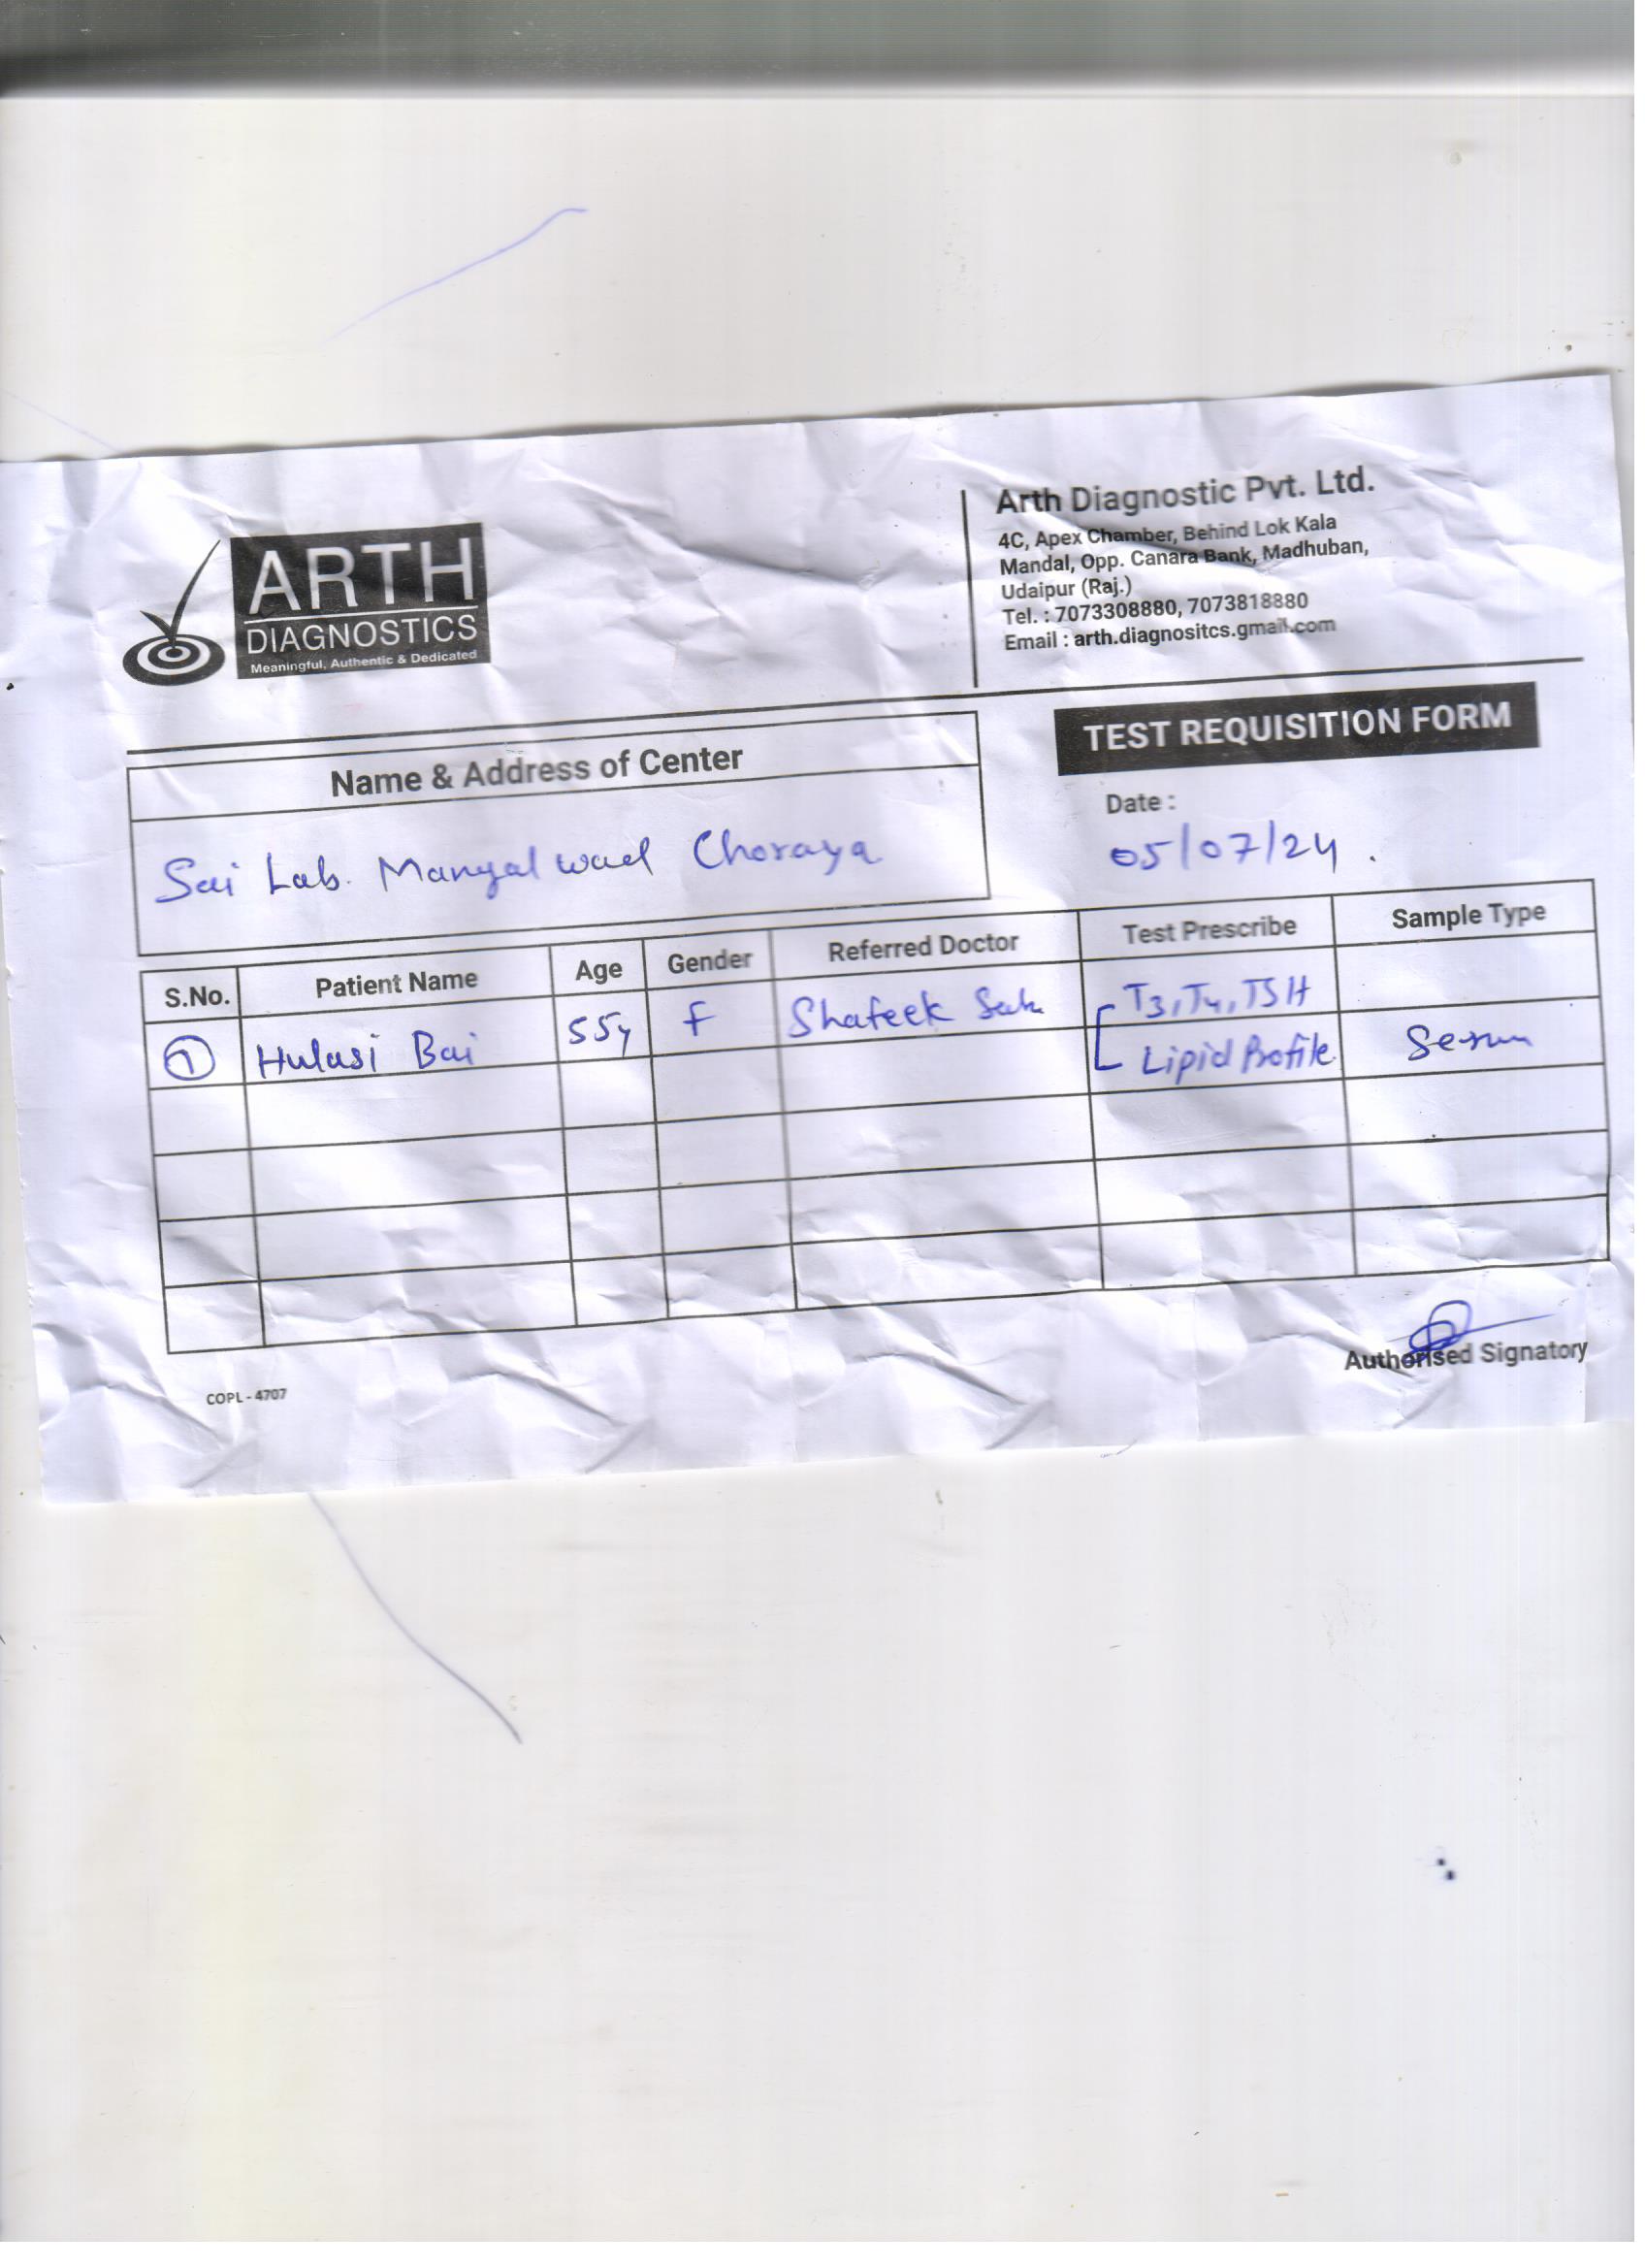 ARTH
DIAGNOSTICS
Meaningful, Authentic & Dedicated
Arth Diagnostic Pvt. Ltd.
4C, Apex Chamber, Behind Lok Kala
Mandal, Opp. Canara Bank, Madhuban,
Udaipur (Raj.)
Tel. : 7073308880, 7073818880
Email : arth.diagnositcs.gmail.com
TEST REQUISITION FORM
Name & Address of Center
Sai Lab. Mangalwad Choraya
Date :
05/07/24.
S.No. Patient Name Age Gender Referred Doctor Test Prescribe Sample Type
1 Hulasi Bai 55y F Shafeek T3, T4, TSH
Lipid Profile Serum
Authorised Signatory
COPL - 4707